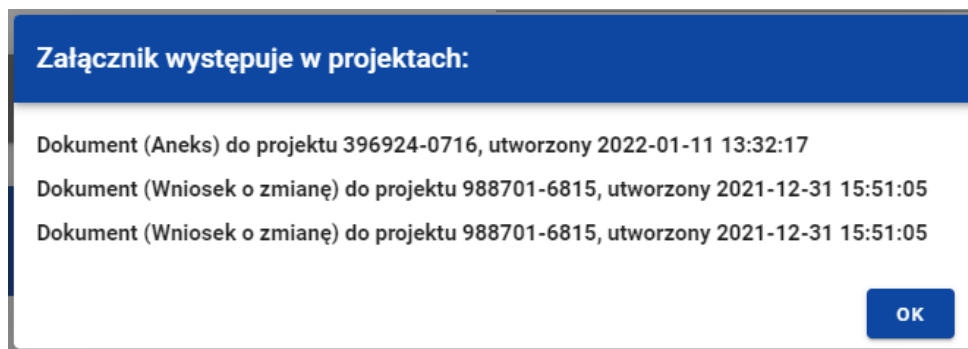 Załącznik występuje w projektach:
Dokument (Aneks) do projektu 396924-0716, utworzony 2022-01-11 13:32:17
Dokument (Wniosek o zmianę) do projektu 988701-6815, utworzony 2021-12-31 15:51:05
Dokument (Wniosek o zmianę) do projektu 988701-6815, utworzony 2021-12-31 15:51:05
OK